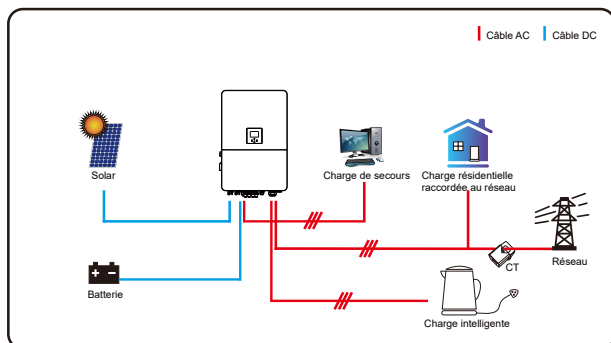 Câble AC
Câble DC
Solar
Charge de secours
Charge résidentielle
raccordée au réseau
CT
Réseau
Batterie
Charge intelligente